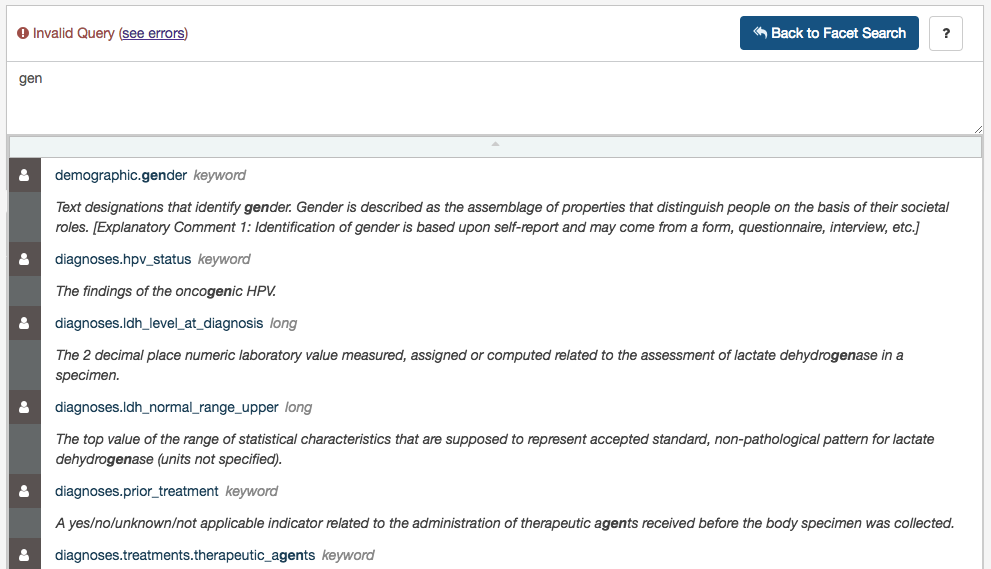 Invalid Query (see errors)
Back to Facet Search
?
gen
demographic.gender keyword
Text designations that identify gender. Gender is described as the assemblage of properties that distinguish people on the basis of their societal
roles. [Explanatory Comment 1: Identification of gender is based upon self-report and may come from a form, questionnaire, interview, etc.]
diagnoses.hpv_status keyword
The findings of the oncogenic HPV.
diagnoses.ldh_level_at_diagnosis long
The 2 decimal place numeric laboratory value measured, assigned or computed related to the assessment of lactate dehydrogenase in a
specimen.
diagnoses.ldh_normal_range_upper long
The top value of the range of statistical characteristics that are supposed to represent accepted standard, non-pathological pattern for lactate
dehydrogenase (units not specified).
diagnoses.prior_treatment keyword
A yes/no/unknown/not applicable indicator related to the administration of therapeutic agents received before the body specimen was collected.
diagnoses.treatments.therapeutic_agents keyword